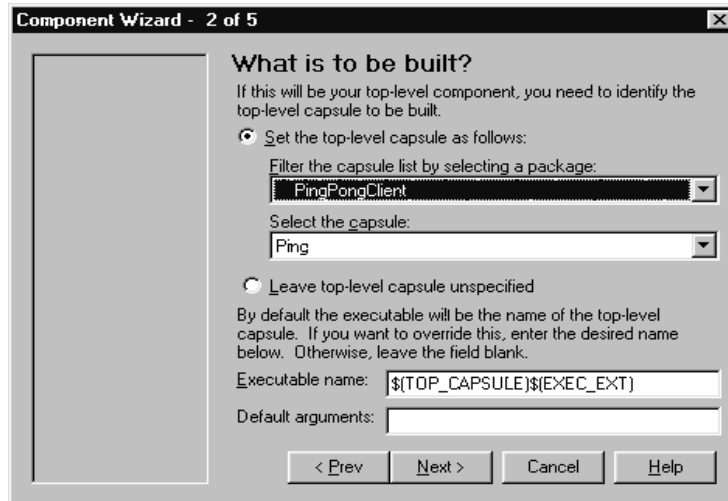 Component Wizard - 2 of 5
What is to be built?
If this will be your top-level component, you need to identify the
top-level capsule to be built.
Set the top-level capsule as follows:
Filter the capsule list by selecting a package:
PingPongClient
Select the capsule:
Ping
Leave top-level capsule unspecified
By default the executable will be the name of the top-level
capsule. If you want to override this, enter the desired name
below. Otherwise, leave the field blank.
Executable name: $(TOP_CAPSULE)$(EXEC_EXT)
Default arguments:
< Prev Next > Cancel Help